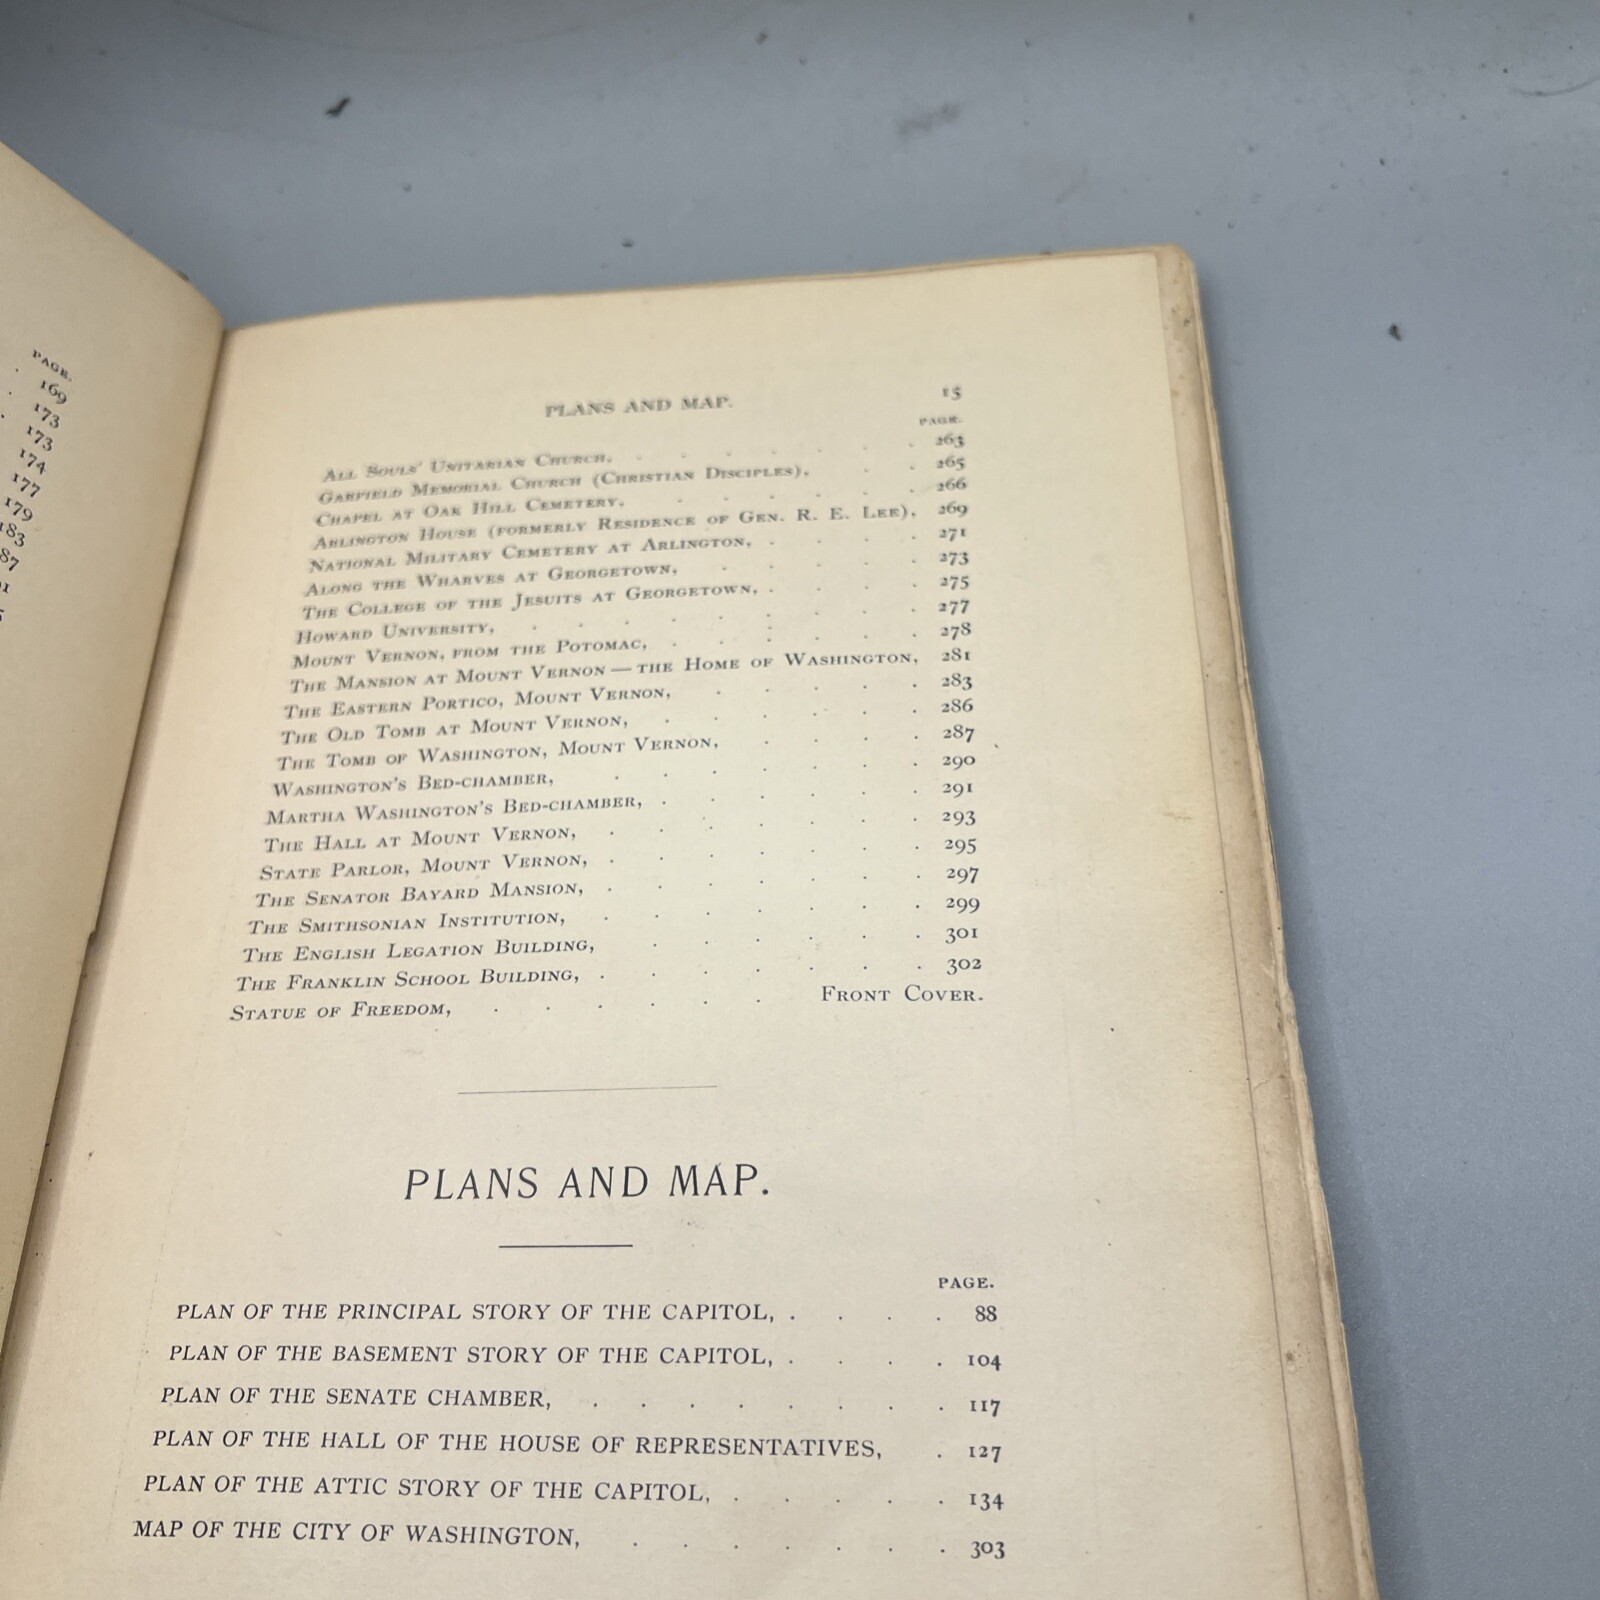 PAGE.
169
173
173
174
177
179
183
87
PLANS AND MAP. 15
PAGE.
ALL SOULS' UNITARIAN CHURCH, . . . . . . 263
GARFIELD MEMORIAL CHURCH (CHRISTIAN DISCIPLES), . . 265
CHAPEL AT OAK HILL CEMETERY, . . . . . . 266
ARLINGTON HOUSE (FORMERLY RESIDENCE OF GEN. R. E. LEE), 269
NATIONAL MILITARY CEMETERY AT ARLINGTON, . . . . 271
ALONG THE WHARVES AT GEORGETOWN, . . . . . 273
THE COLLEGE OF THE JESUITS AT GEORGETOWN, . . . . 275
HOWARD UNIVERSITY, . . . . . . . . 277
MOUNT VERNON, FROM THE POTOMAC, . . . . . . 278
THE MANSION AT MOUNT VERNON — THE HOME OF WASHINGTON, 281
THE EASTERN PORTICO, MOUNT VERNON, . . . . . 283
THE OLD TOMB AT MOUNT VERNON, . . . . . . 286
THE TOMB OF WASHINGTON, MOUNT VERNON, . . . . 287
WASHINGTON'S BED-CHAMBER, . . . . . . . 290
MARTHA WASHINGTON'S BED-CHAMBER, . . . . . . 291
THE HALL AT MOUNT VERNON, . . . . . . . 293
STATE PARLOR, MOUNT VERNON, . . . . . . . 295
THE SENATOR BAYARD MANSION, . . . . . . . 297
THE SMITHSONIAN INSTITUTION, . . . . . . . 299
THE ENGLISH LEGATION BUILDING, . . . . . . 301
THE FRANKLIN SCHOOL BUILDING, . . . . . . . 302
STATUE OF FREEDOM, . . . . . . FRONT COVER.
PLANS AND MAP.
PAGE.
PLAN OF THE PRINCIPAL STORY OF THE CAPITOL, . . . . 88
PLAN OF THE BASEMENT STORY OF THE CAPITOL, . . . . 104
PLAN OF THE SENATE CHAMBER, . . . . . . . . 117
PLAN OF THE HALL OF THE HOUSE OF REPRESENTATIVES, . 127
PLAN OF THE ATTIC STORY OF THE CAPITOL, . . . . . 134
MAP OF THE CITY OF WASHINGTON, . . . . . . . 303